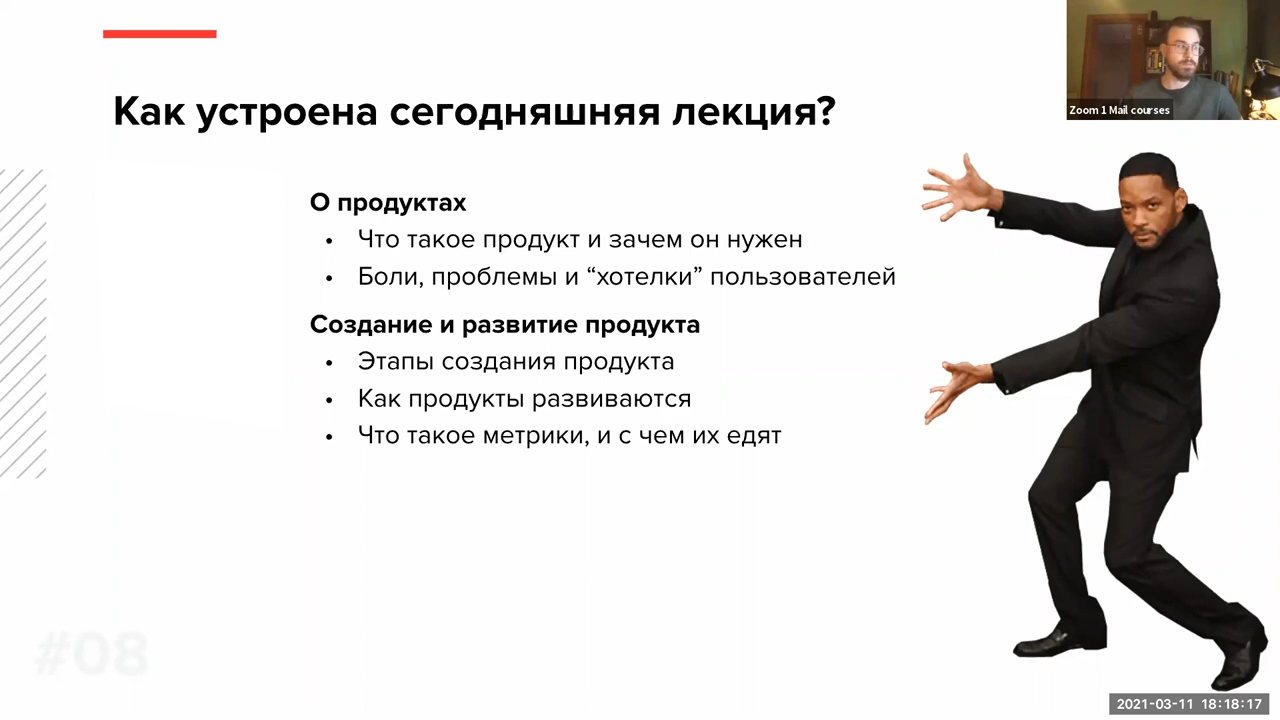 Как устроена сегодняшняя лекция?
Zoom 1 Mail courses
О продуктах
• Что такое продукт и зачем он нужен
• Боли, проблемы и “хотелки” пользователей
Создание и развитие продукта
• Этапы создания продукта
• Как продукты развиваются
• Что такое метрики, и с чем их едят
#08
2021-03-11 18:18:17